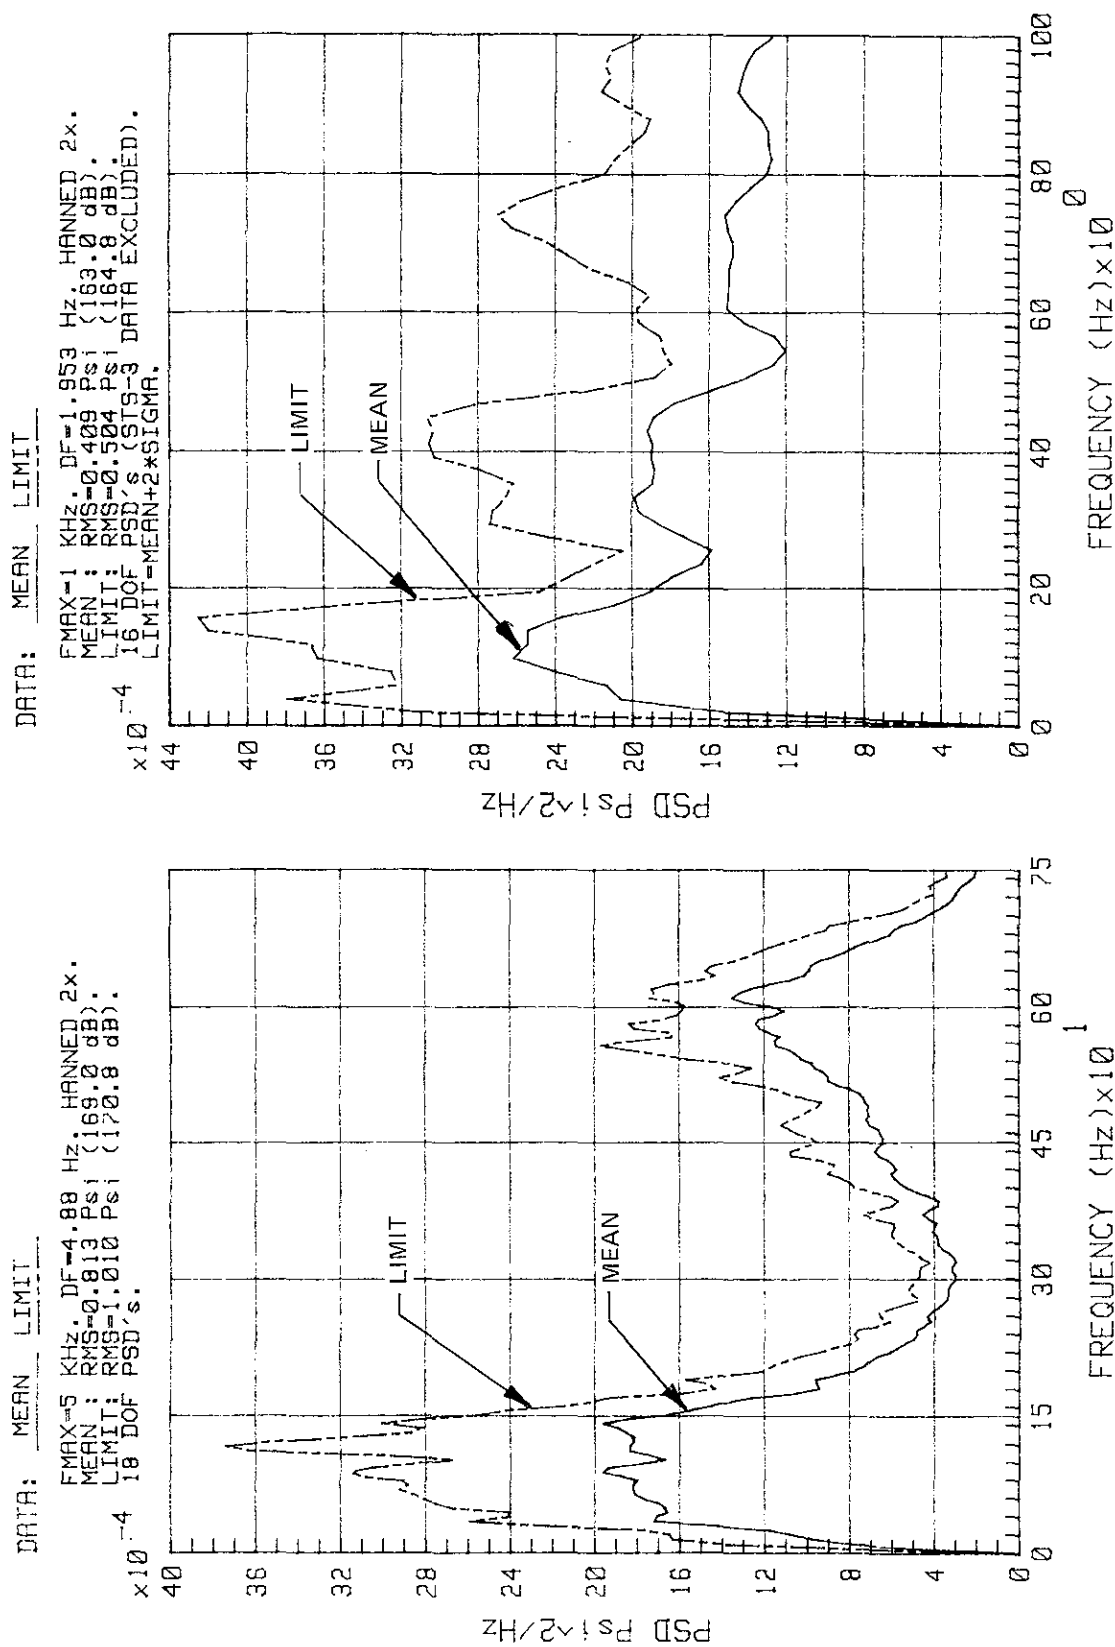 DATA: MEAN LIMIT
FMAX=5 KHz. DF=4.88 Hz. HANNED 2x.
MEAN : RMS=0.813 Psi (169.0 dB).
LIMIT: RMS=1.010 Psi (170.8 dB).
18 DOF PSD's.
x10^-4
40
36
32
28
24
20
16
12
8
4
0
PSD Psi^2/Hz
LIMIT
MEAN
0
15
30
45
60
75
FREQUENCY (Hz)x10^1
DATA: MEAN LIMIT
FMAX=1 KHz. DF=1.953 Hz. HANNED 2x.
MEAN : RMS=0.409 Psi (163.0 dB).
LIMIT: RMS=0.504 Psi (164.8 dB).
16 DOF PSD's (STS-3 DATA EXCLUDED).
LIMIT=MEAN+2*SIGMA.
x10^-4
44
40
36
32
28
24
20
16
12
8
4
0
PSD Psi^2/Hz
LIMIT
MEAN
0
20
40
60
80
100
FREQUENCY (Hz)x10^0